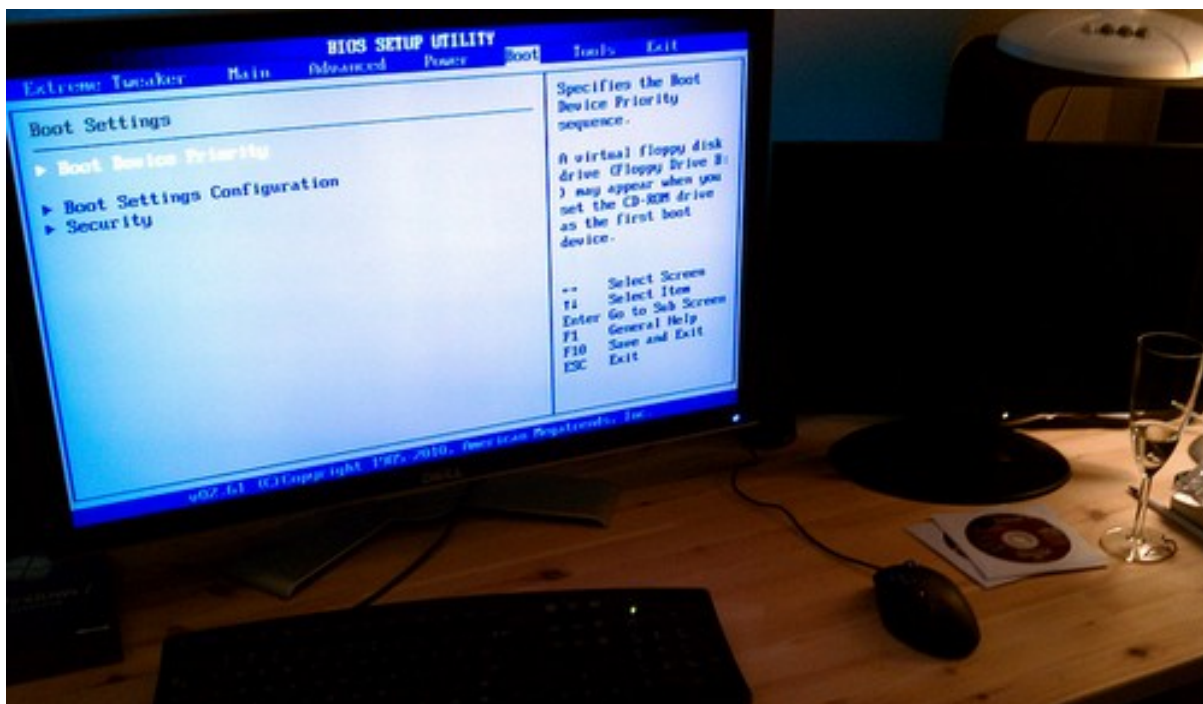 BIOS SETUP UTILITY
Extreme Tweaker Main Advanced Power Boot Tools Exit
Boot Settings
► Boot Device Priority
► Boot Settings Configuration
► Security
Specifies the Boot
Device Priority
sequence.
A virtual floppy disk
drive (Floppy Drive B:
) may appear when you
set the CD-ROM drive
as the first boot
device.
←→ Select Screen
↑↓ Select Item
Enter Go to Sub Screen
F1 General Help
F10 Save and Exit
ESC Exit
v02.61 (C)Copyright 1985-2010, American Megatrends, Inc.
DELL